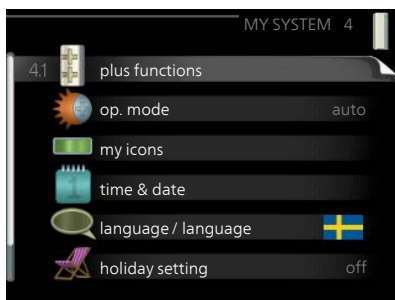 MY SYSTEM 4
4.1 plus functions
op. mode auto
my icons
time & date
language / language
holiday setting off